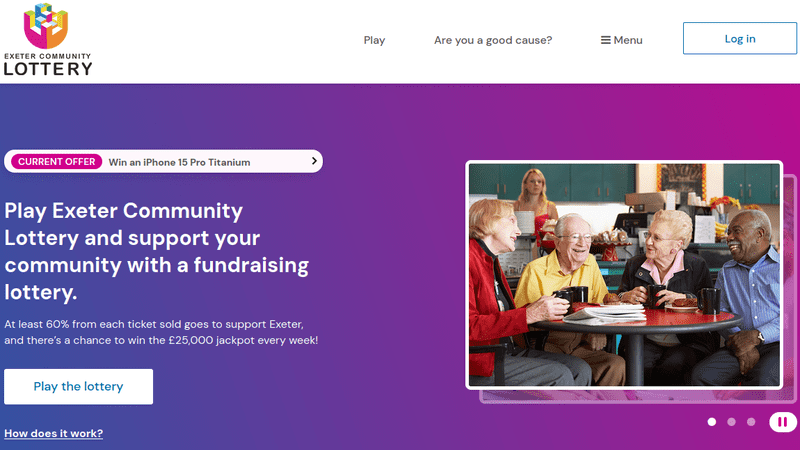 EXETER COMMUNITY
LOTTERY
Play
Are you a good cause?
Menu
Log in
CURRENT OFFER Win an iPhone 15 Pro Titanium
Play Exeter Community
Lottery and support your
community with a fundraising
lottery.
At least 60% from each ticket sold goes to support Exeter,
and there's a chance to win the £25,000 jackpot every week!
Play the lottery
How does it work?